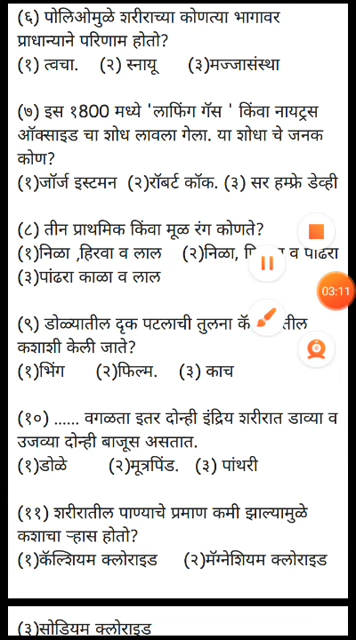 (६) पोलिओमुळे शरीराच्या कोणत्या भागावर
प्राधान्याने परिणाम होतो?
(१) त्वचा. (२) स्नायू (३)मज्जासंस्था
(७) इस १800 मध्ये 'लाफिंग गॅस ' किंवा नायट्रस
ऑक्साइड चा शोध लावला गेला. या शोधा चे जनक
कोण?
(१)जॉर्ज इस्टमन (२)रॉबर्ट कॉक. (३) सर हम्फ्रे डेव्ही
(८) तीन प्राथमिक किंवा मूळ रंग कोणते?
(१)निळा ,हिरवा व लाल (२)निळा, व पांढरा
(३)पांढरा काळा व लाल
03:11
(९) डोळ्यातील दृक पटलाची तुलना
कशाशी केली जाते?
(१)भिंग (२)फिल्म. (३) काच
(१०) ...... वगळता इतर दोन्ही इंद्रिय शरीरात डाव्या व
उजव्या दोन्ही बाजूस असतात.
(१)डोळे (२)मूत्रपिंड. (३) पांथरी
(११) शरीरातील पाण्याचे प्रमाण कमी झाल्यामुळे
कशाचा ऱ्हास होतो?
(१)कॅल्शियम क्लोराइड (२)मॅग्नेशियम क्लोराइड
(३)सोडियम क्लोराइड